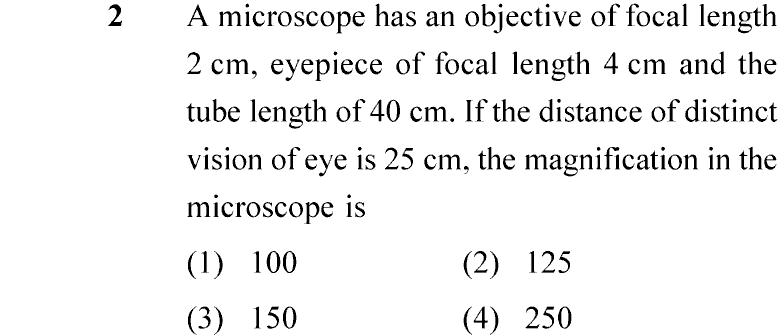 2 A microscope has an objective of focal length
2 cm, eyepiece of focal length 4 cm and the
tube length of 40 cm. If the distance of distinct
vision of eye is 25 cm, the magnification in the
microscope is
(1) 100 (2) 125
(3) 150 (4) 250